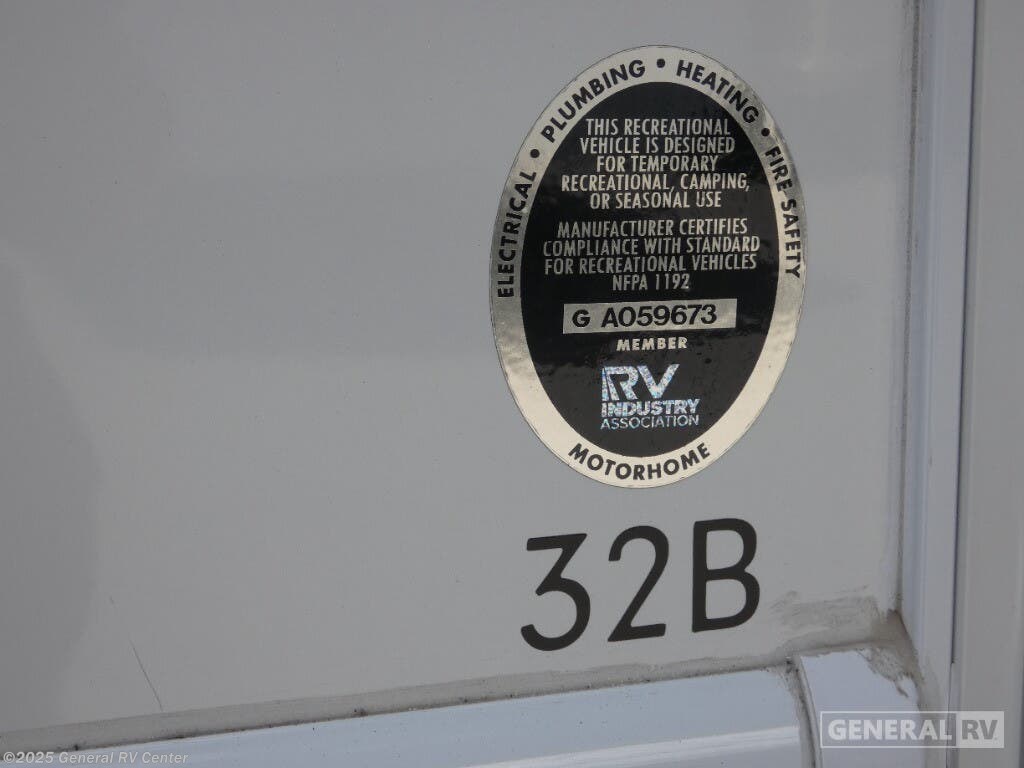 ELECTRICAL • PLUMBING • HEATING • FIRE SAFETY
THIS RECREATIONAL
VEHICLE IS DESIGNED
FOR TEMPORARY
RECREATIONAL, CAMPING,
OR SEASONAL USE
MANUFACTURER CERTIFIES
COMPLIANCE WITH STANDARD
FOR RECREATIONAL VEHICLES
NFPA 1192
G A059673
MEMBER
RV
INDUSTRY
ASSOCIATION
MOTORHOME
32B
GENERAL RV
©2025 General RV Center